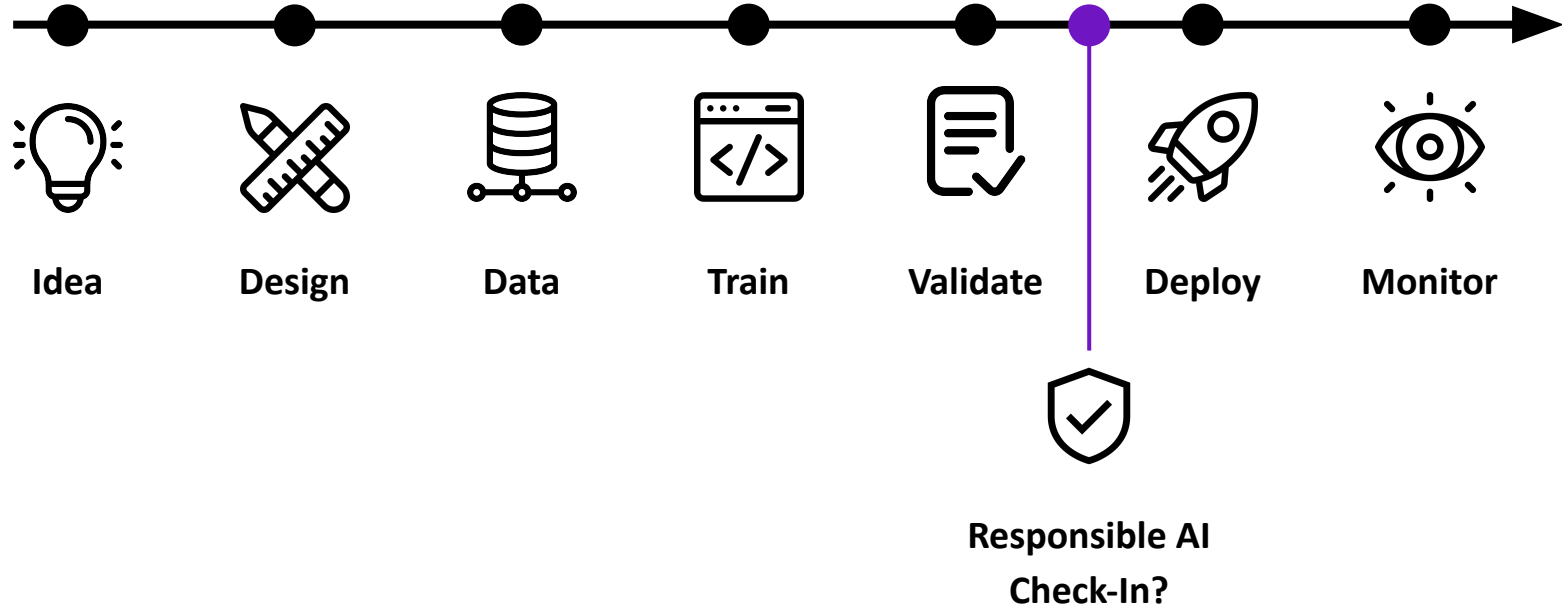 Idea
Design
Data
Train
Validate
Deploy
Monitor
Responsible AI
Check-In?